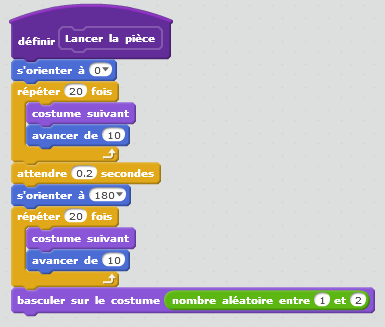 définir Lancer la pièce
s'orienter à 0
répéter 20 fois
costume suivant
avancer de 10
attendre 0.2 secondes
s'orienter à 180
répéter 20 fois
costume suivant
avancer de 10
basculer sur le costume nombre aléatoire entre 1 et 2